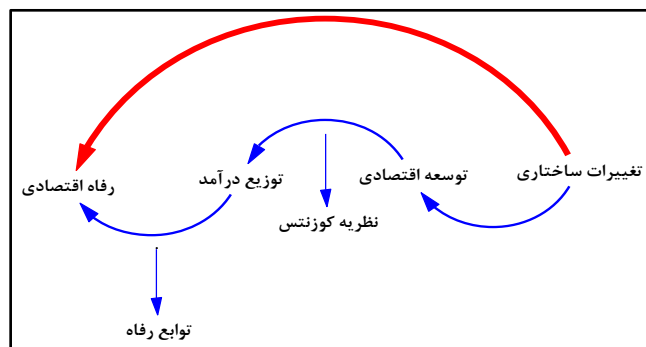 تغییرات ساختاری
توسعه اقتصادی
توزیع درآمد
رفاه اقتصادی
نظریه کوزنتس
توابع رفاه